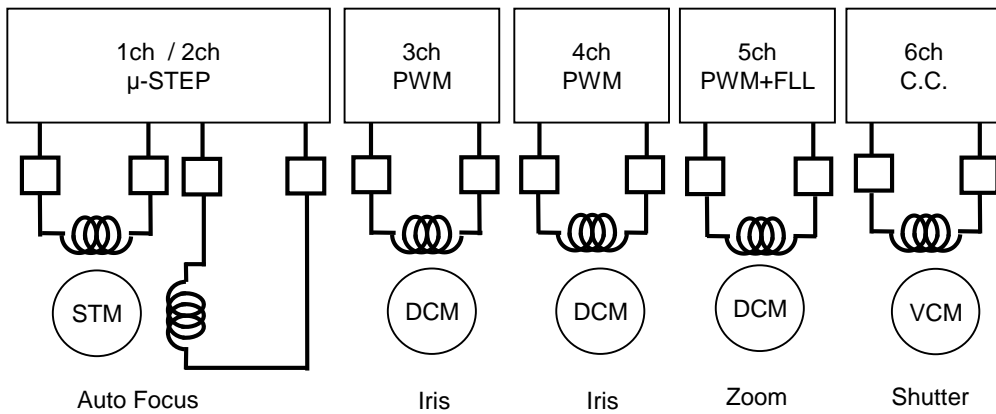 1ch / 2ch
µ-STEP
3ch
PWM
4ch
PWM
5ch
PWM+FLL
6ch
C.C.
STM
DCM
DCM
DCM
VCM
Auto Focus
Iris
Iris
Zoom
Shutter